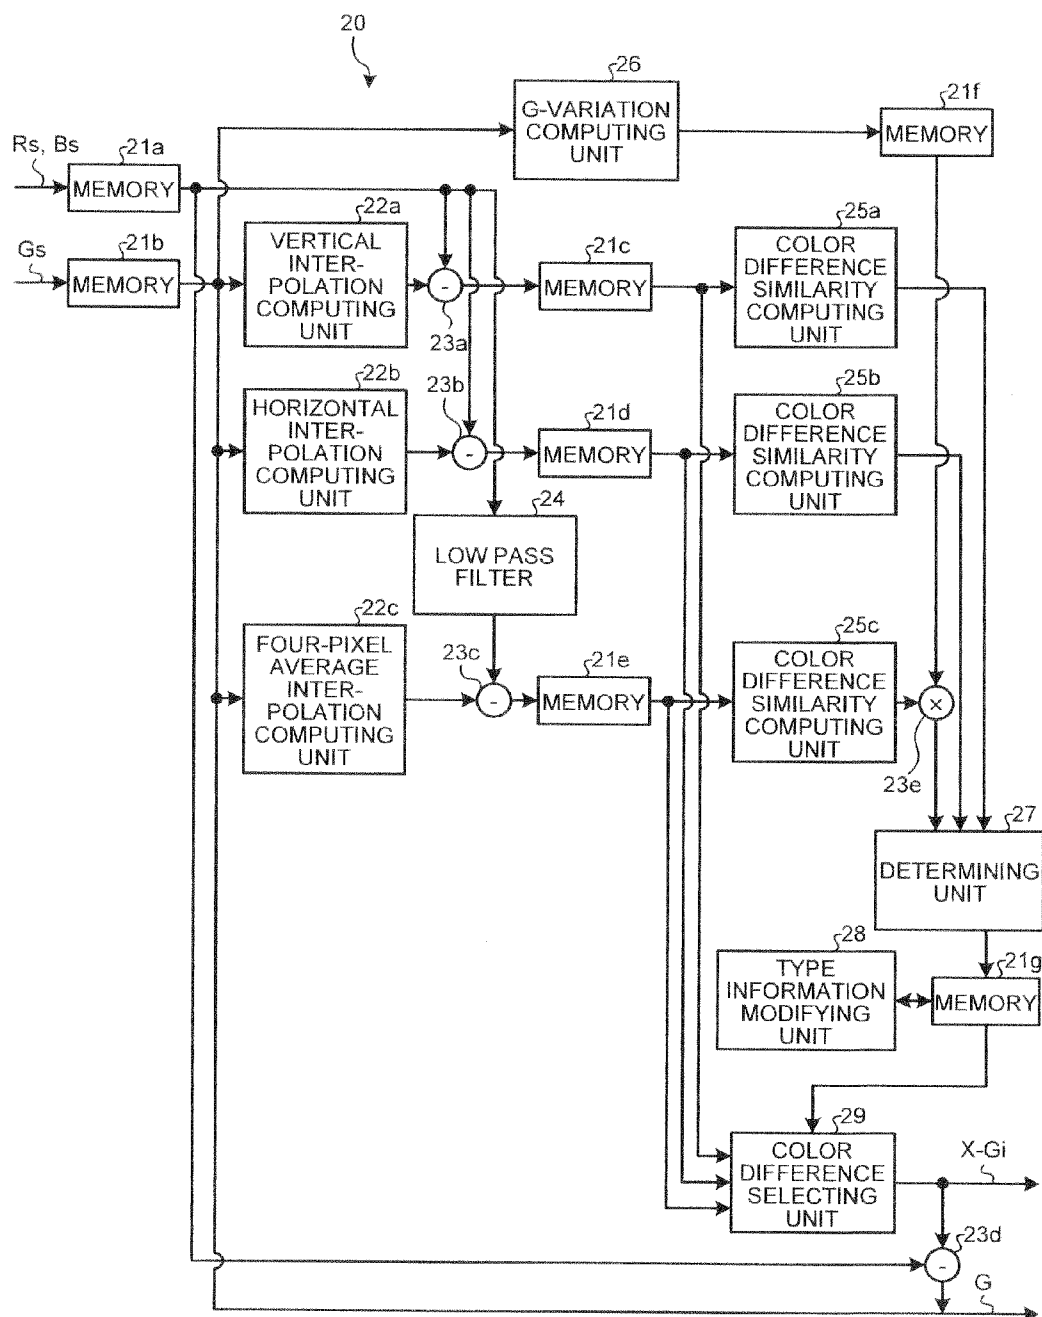 20
26
G-VARIATION
COMPUTING
UNIT
21f
MEMORY
Rs, Bs
21a
MEMORY
Gs
21b
MEMORY
22a
VERTICAL
INTER-
POLATION
COMPUTING
UNIT
-
23a
21c
MEMORY
25a
COLOR
DIFFERENCE
SIMILARITY
COMPUTING
UNIT
22b
HORIZONTAL
INTER-
POLATION
COMPUTING
UNIT
23b
-
21d
MEMORY
25b
COLOR
DIFFERENCE
SIMILARITY
COMPUTING
UNIT
24
LOW PASS
FILTER
22c
FOUR-PIXEL
AVERAGE
INTER-
POLATION
COMPUTING
UNIT
23c
-
21e
MEMORY
25c
COLOR
DIFFERENCE
SIMILARITY
COMPUTING
UNIT
×
23e
27
DETERMINING
UNIT
28
TYPE
INFORMATION
MODIFYING
UNIT
21g
MEMORY
29
COLOR
DIFFERENCE
SELECTING
UNIT
X-Gi
23d
-
G